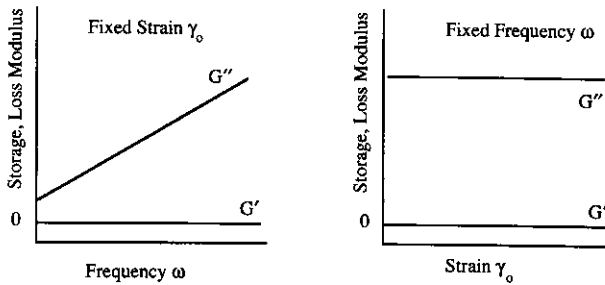 Fixed Strain γo
Storage, Loss Modulus
G″
G′
0
Frequency ω
Fixed Frequency ω
Storage, Loss Modulus
G″
G′
0
Strain γo